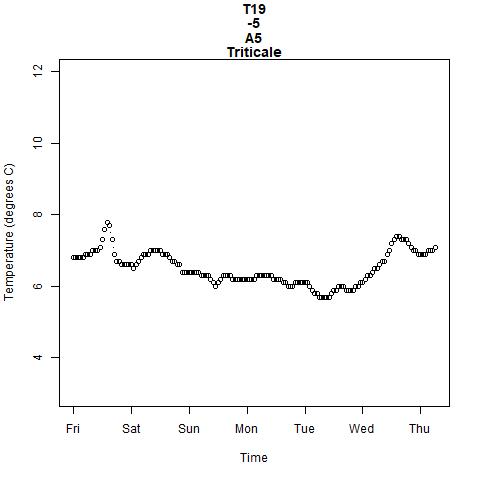 T19
-5
A5
Triticale
Temperature (degrees C)
12
10
8
6
4
Fri Sat Sun Mon Tue Wed Thu
Time